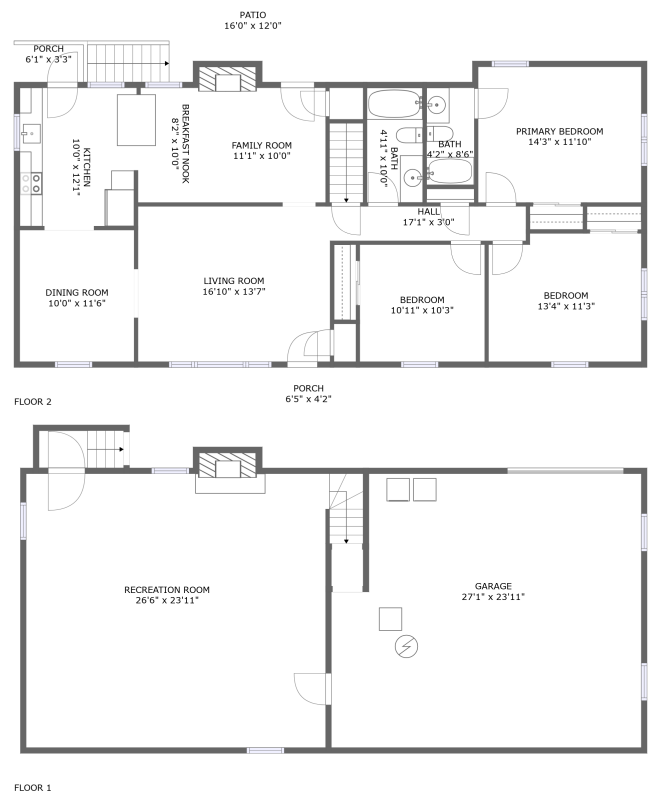 PATIO
16'0" x 12'0"
PORCH
6'1" x 3'3"
KITCHEN
10'0" x 12'1"
BREAKFAST NOOK
8'2" x 10'0"
FAMILY ROOM
11'1" x 10'0"
BATH
4'11" x 10'0"
BATH
4'2" x 8'6"
PRIMARY BEDROOM
14'3" x 11'10"
HALL
17'1" x 3'0"
DINING ROOM
10'0" x 11'6"
LIVING ROOM
16'10" x 13'7"
BEDROOM
10'11" x 10'3"
BEDROOM
13'4" x 11'3"
PORCH
6'5" x 4'2"
FLOOR 2
RECREATION ROOM
26'6" x 23'11"
GARAGE
27'1" x 23'11"
FLOOR 1